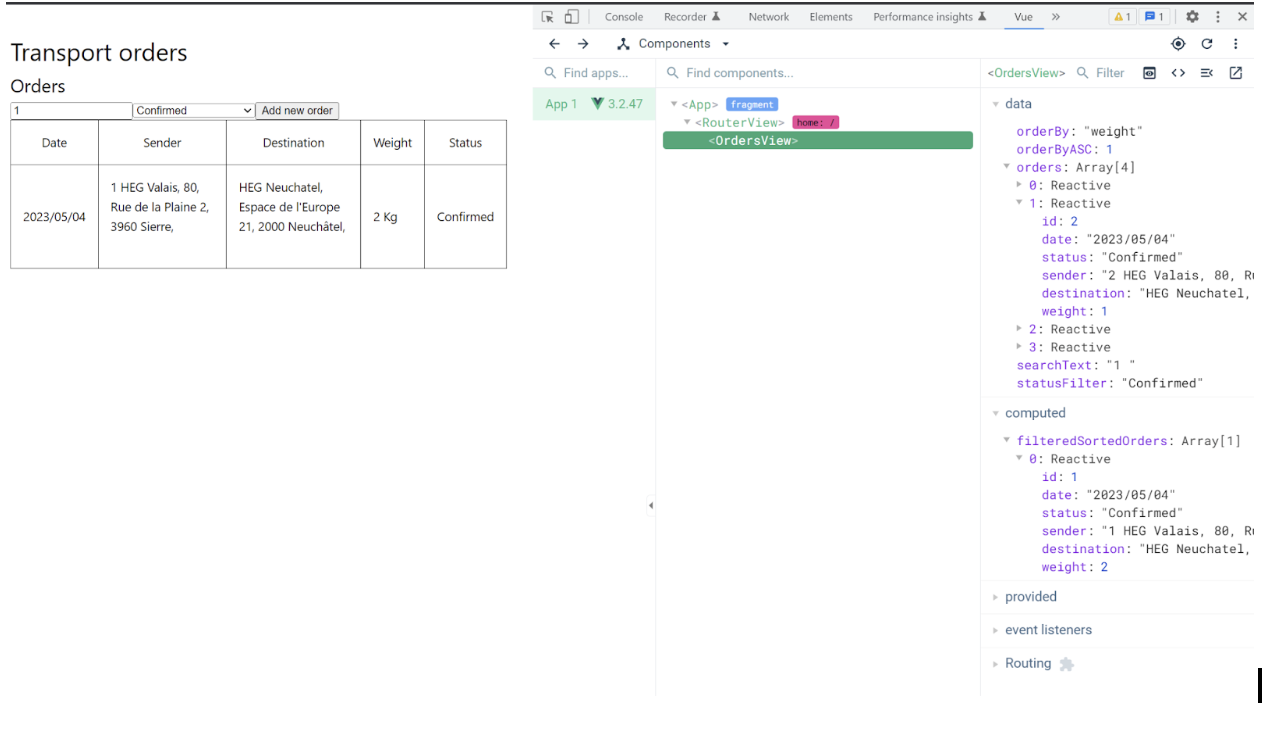 Transport orders
Orders
1 Confirmed Add new order
Date Sender Destination Weight Status
2023/05/04
1 HEG Valais, 80,
Rue de la Plaine 2,
3960 Sierre,
HEG Neuchatel,
Espace de l'Europe
21, 2000 Neuchâtel,
2 Kg
Confirmed
Console Recorder Network Elements Performance insights Vue » 1 1
Components
Find apps...
App 1 3.2.47
Find components...
<App> fragment
<RouterView> home: /
<OrdersView>
<OrdersView> Filter
data
orderBy: "weight"
orderByASC: 1
orders: Array[4]
0: Reactive
1: Reactive
id: 2
date: "2023/05/04"
status: "Confirmed"
sender: "2 HEG Valais, 80, Ru
destination: "HEG Neuchatel,
weight: 1
2: Reactive
3: Reactive
searchText: "1 "
statusFilter: "Confirmed"
computed
filteredSortedOrders: Array[1]
0: Reactive
id: 1
date: "2023/05/04"
status: "Confirmed"
sender: "1 HEG Valais, 80, Ru
destination: "HEG Neuchatel,
weight: 2
provided
event listeners
Routing